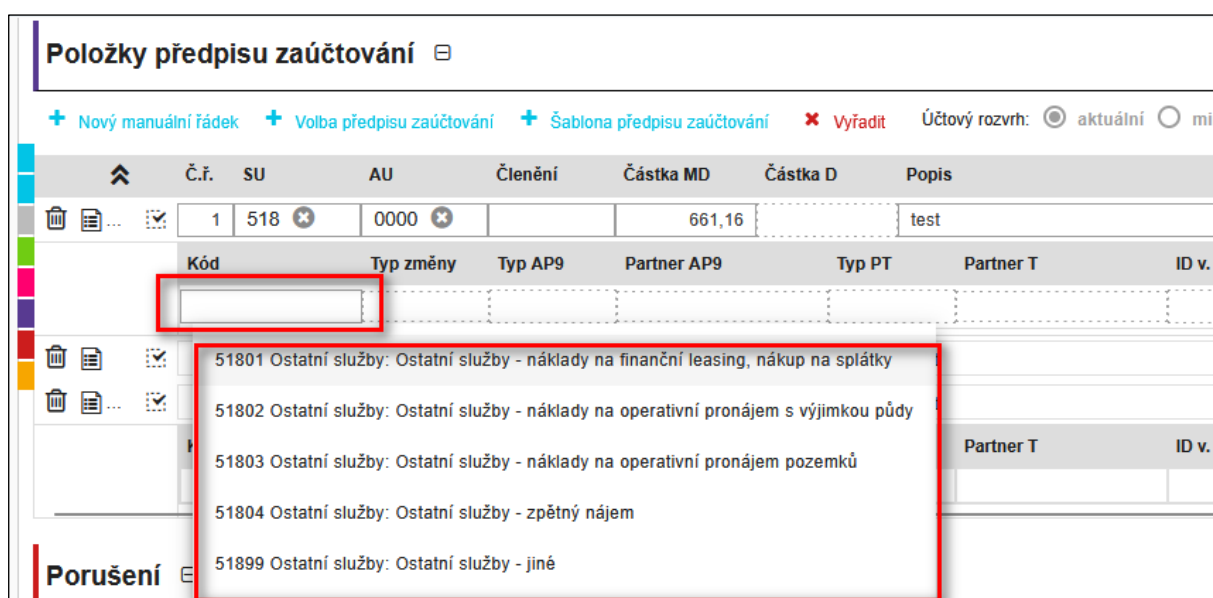 Položky předpisu zaúčtování
Nový manuální řádek Volba předpisu zaúčtování Šablona předpisu zaúčtování Vyřadit Účtový rozvrh: aktuální mi
Č.ř. SU AU Členění Částka MD Částka D Popis
... 1 518 0000 661,16 test
Kód Typ změny Typ AP9 Partner AP9 Typ PT Partner T ID v.
51801 Ostatní služby: Ostatní služby - náklady na finanční leasing, nákup na splátky
...
51802 Ostatní služby: Ostatní služby - náklady na operativní pronájem s výjimkou půdy
51803 Ostatní služby: Ostatní služby - náklady na operativní pronájem pozemků
Partner T ID v.
51804 Ostatní služby: Ostatní služby - zpětný nájem
51899 Ostatní služby: Ostatní služby - jiné
Porušení